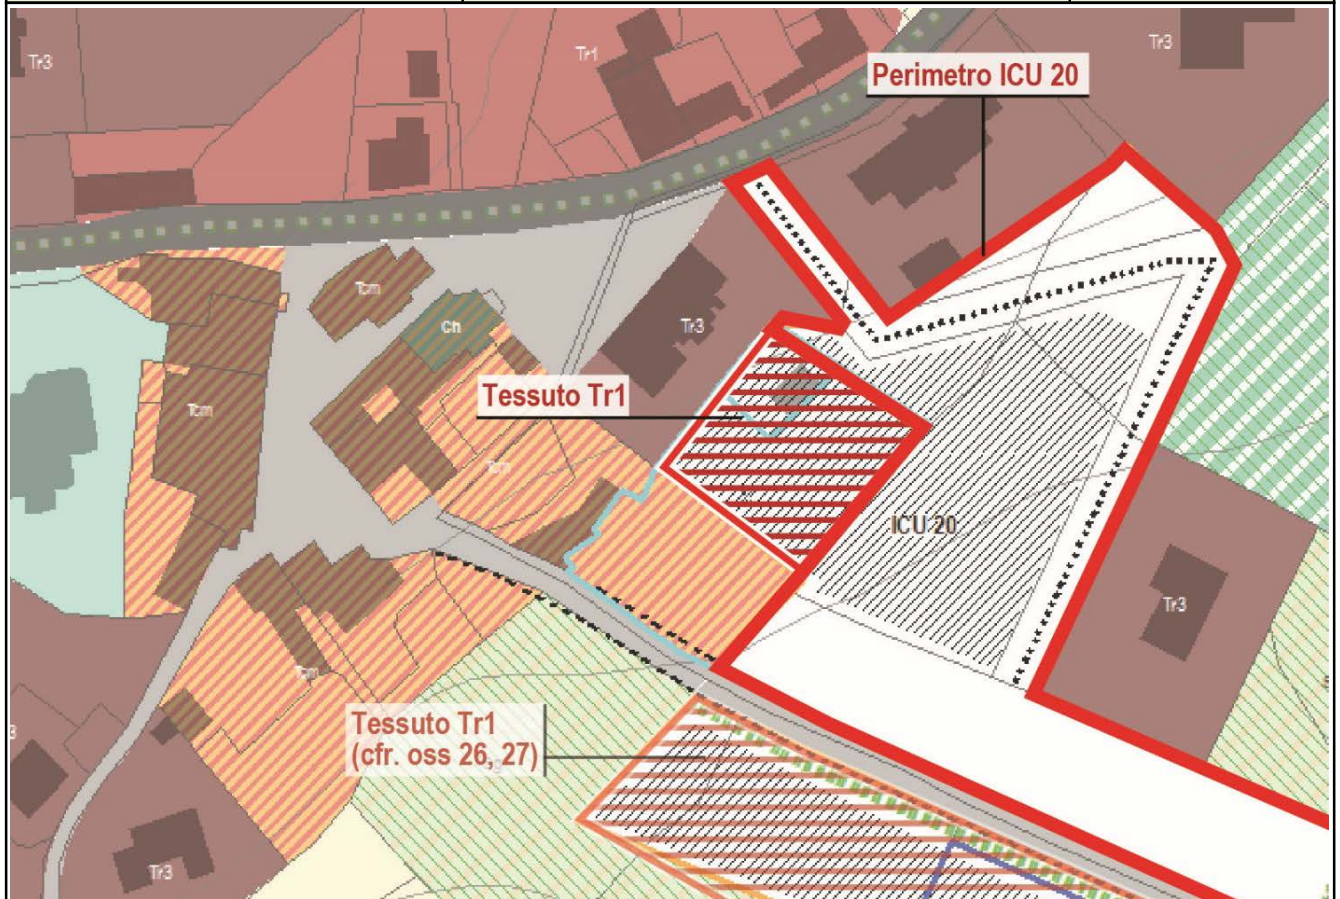 Tr3
Tr1
Tr3
Perimetro ICU 20
Tcm
Ch
Tr3
Tessuto Tr1
Tcm
Tcm
ICU 20
Tr3
Tcm
Tessuto Tr1
(cfr. oss 26, 27)
Tr3